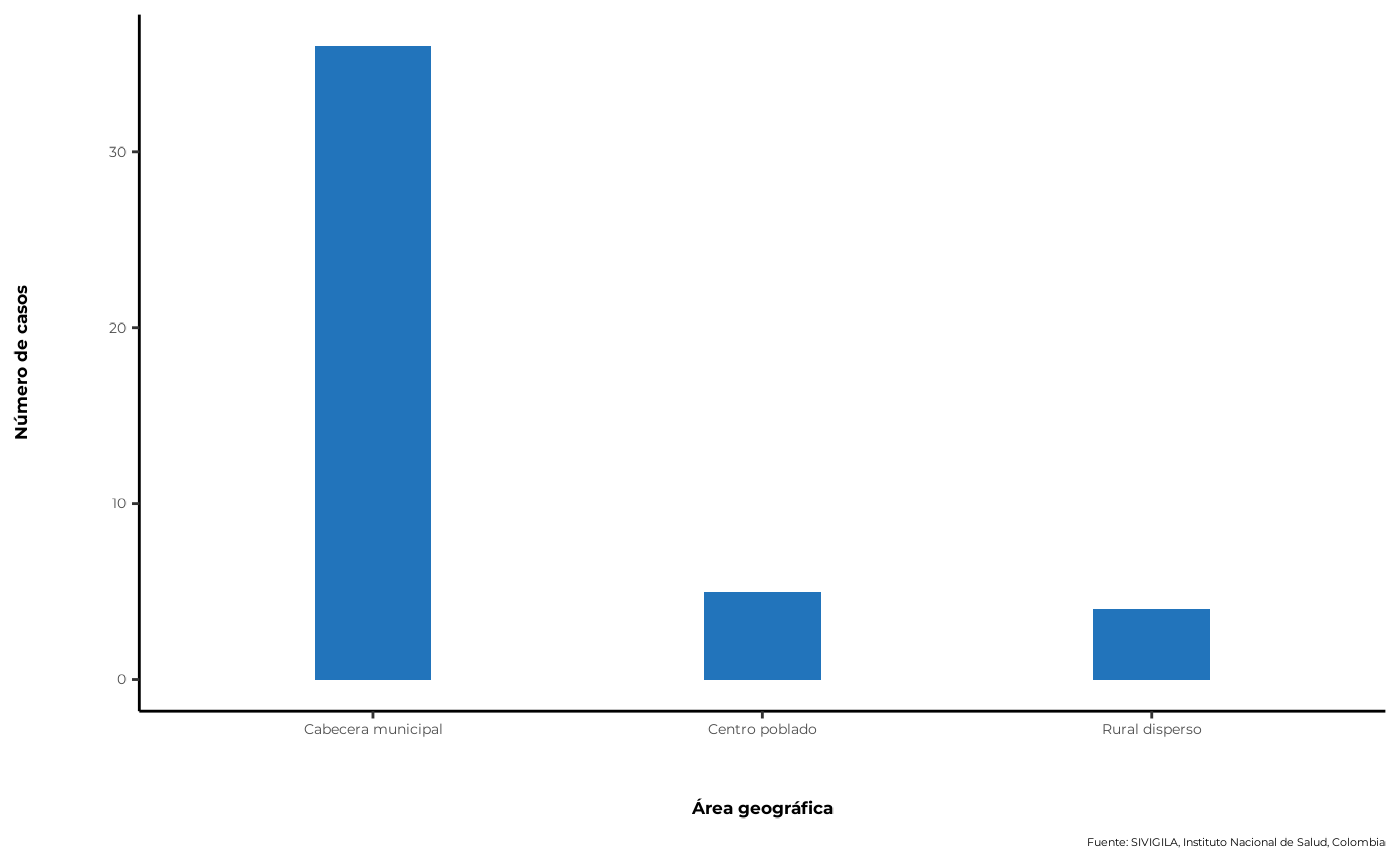 Número de casos
30
20
10
0
Cabecera municipal
Centro poblado
Rural disperso
Área geográfica
Fuente: SIVIGILA, Instituto Nacional de Salud, Colombia